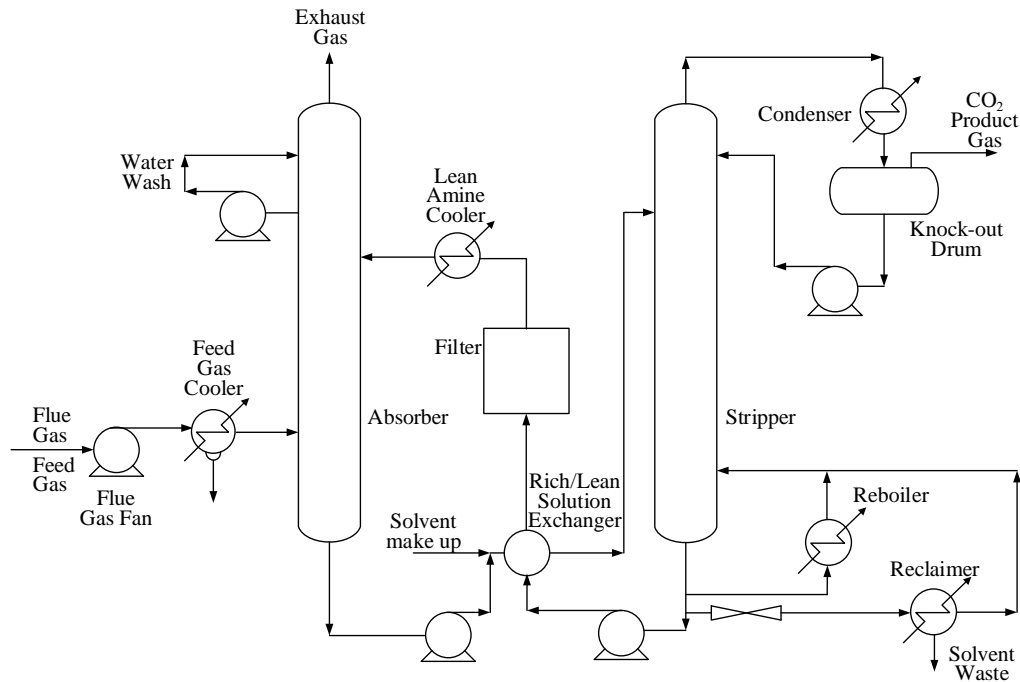 Exhaust
Gas
Water
Wash
Lean
Amine
Cooler
Condenser
CO₂
Product
Gas
Knock-out
Drum
Filter
Feed
Gas
Cooler
Absorber
Stripper
Flue
Gas
Feed
Gas
Flue
Gas Fan
Solvent
make up
Rich/Lean
Solution
Exchanger
Reboiler
Reclaimer
Solvent
Waste